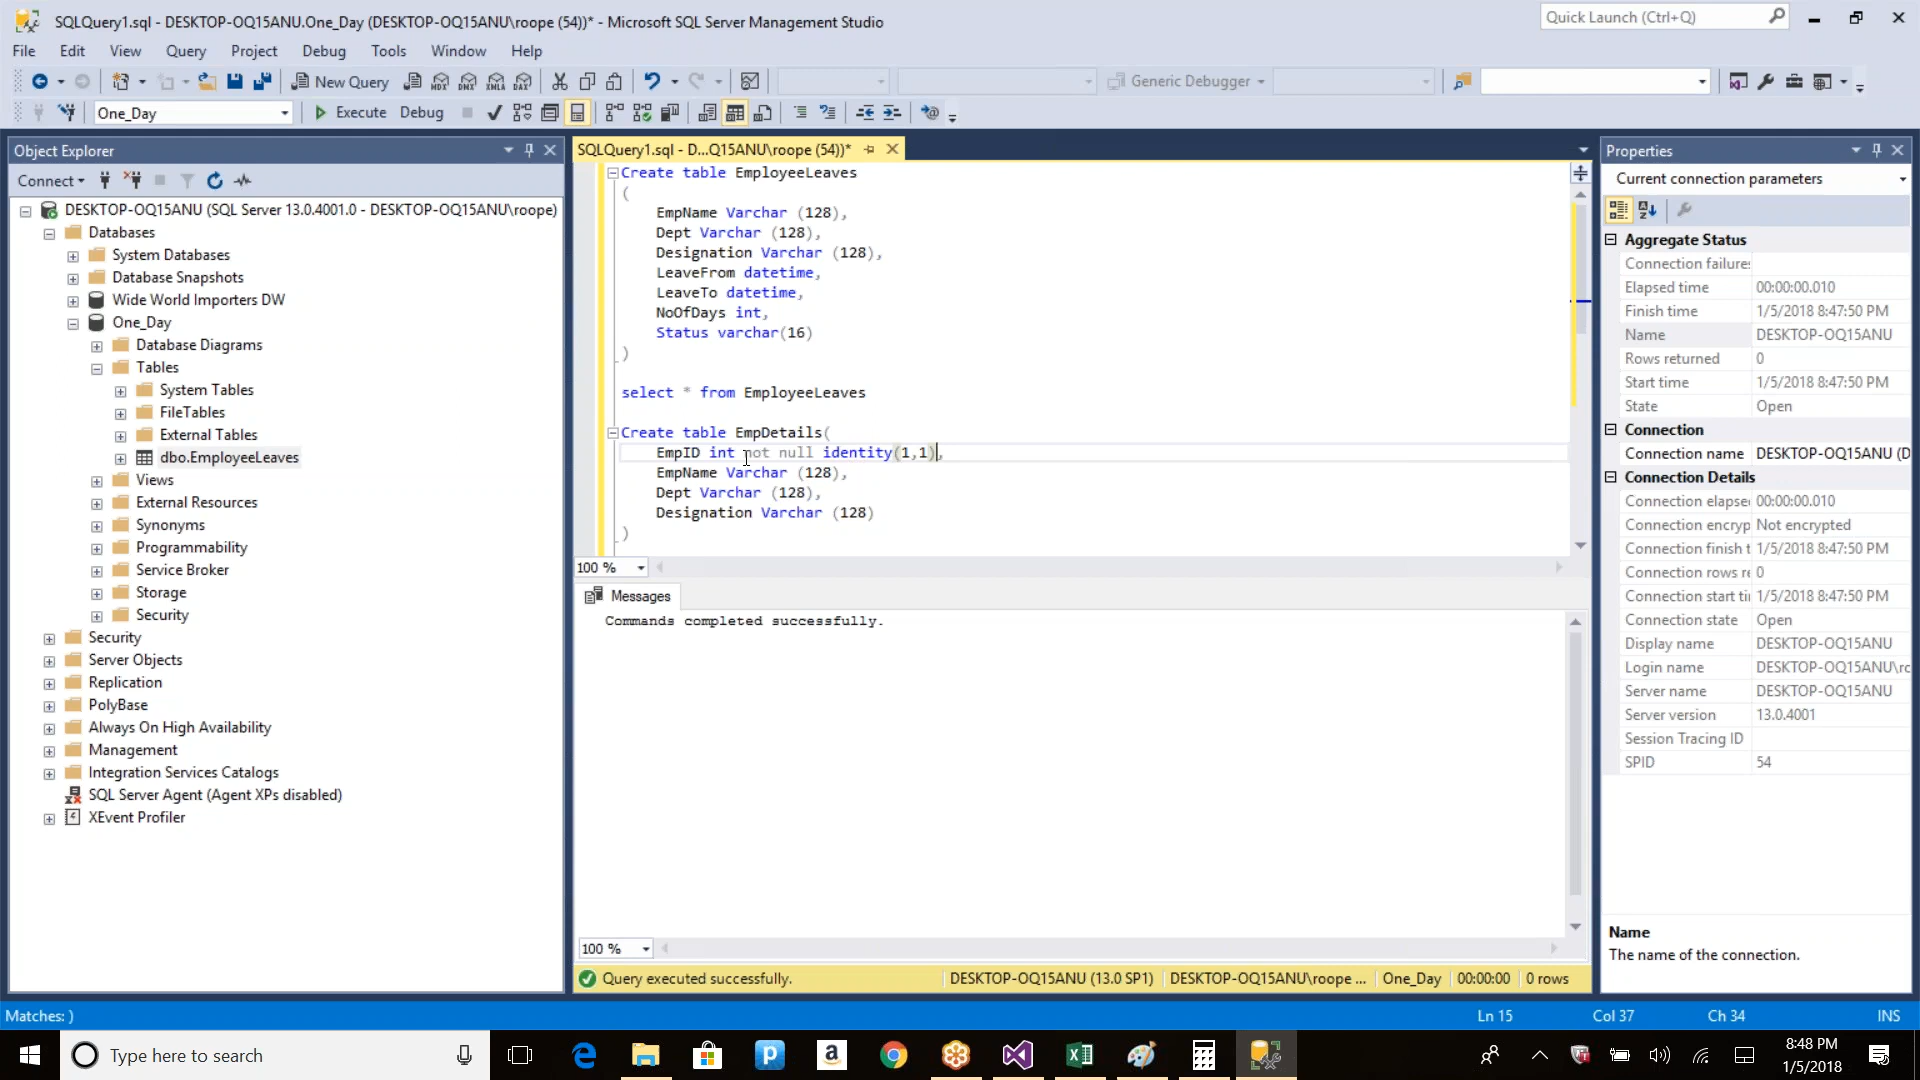 SQLQuery1.sql - DESKTOP-OQ15ANU.One_Day (DESKTOP-OQ15ANU\roope (54))* - Microsoft SQL Server Management Studio
Quick Launch (Ctrl+Q)
File Edit View Query Project Debug Tools Window Help
New Query
MDX DMX XMLA DAX
Generic Debugger
One_Day
Execute Debug
Object Explorer
Connect
DESKTOP-OQ15ANU (SQL Server 13.0.4001.0 - DESKTOP-OQ15ANU\roope)
Databases
System Databases
Database Snapshots
Wide World Importers DW
One_Day
Database Diagrams
Tables
System Tables
FileTables
External Tables
dbo.EmployeeLeaves
Views
External Resources
Synonyms
Programmability
Service Broker
Storage
Security
Security
Server Objects
Replication
PolyBase
Always On High Availability
Management
Integration Services Catalogs
SQL Server Agent (Agent XPs disabled)
XEvent Profiler
SQLQuery1.sql - D...Q15ANU\roope (54))*
Create table EmployeeLeaves
(
EmpName Varchar (128),
Dept Varchar (128),
Designation Varchar (128),
LeaveFrom datetime,
LeaveTo datetime,
NoOfDays int,
Status varchar(16)
)
select * from EmployeeLeaves
Create table EmpDetails(
EmpID int not null identity(1,1),
EmpName Varchar (128),
Dept Varchar (128),
Designation Varchar (128)
)
100 %
Messages
Commands completed successfully.
100 %
Query executed successfully.
DESKTOP-OQ15ANU (13.0 SP1) DESKTOP-OQ15ANU\roope ... One_Day 00:00:00 0 rows
Properties
Current connection parameters
Aggregate Status
Connection failures
Elapsed time 00:00:00.010
Finish time 1/5/2018 8:47:50 PM
Name DESKTOP-OQ15ANU
Rows returned 0
Start time 1/5/2018 8:47:50 PM
State Open
Connection
Connection name DESKTOP-OQ15ANU (D
Connection Details
Connection elapse 00:00:00.010
Connection encryp Not encrypted
Connection finish t 1/5/2018 8:47:50 PM
Connection rows re 0
Connection start ti 1/5/2018 8:47:50 PM
Connection state Open
Display name DESKTOP-OQ15ANU
Login name DESKTOP-OQ15ANU\ro
Server name DESKTOP-OQ15ANU
Server version 13.0.4001
Session Tracing ID
SPID 54
Name
The name of the connection.
Matches: )
Ln 15 Col 37 Ch 34 INS
Type here to search
8:48 PM
1/5/2018